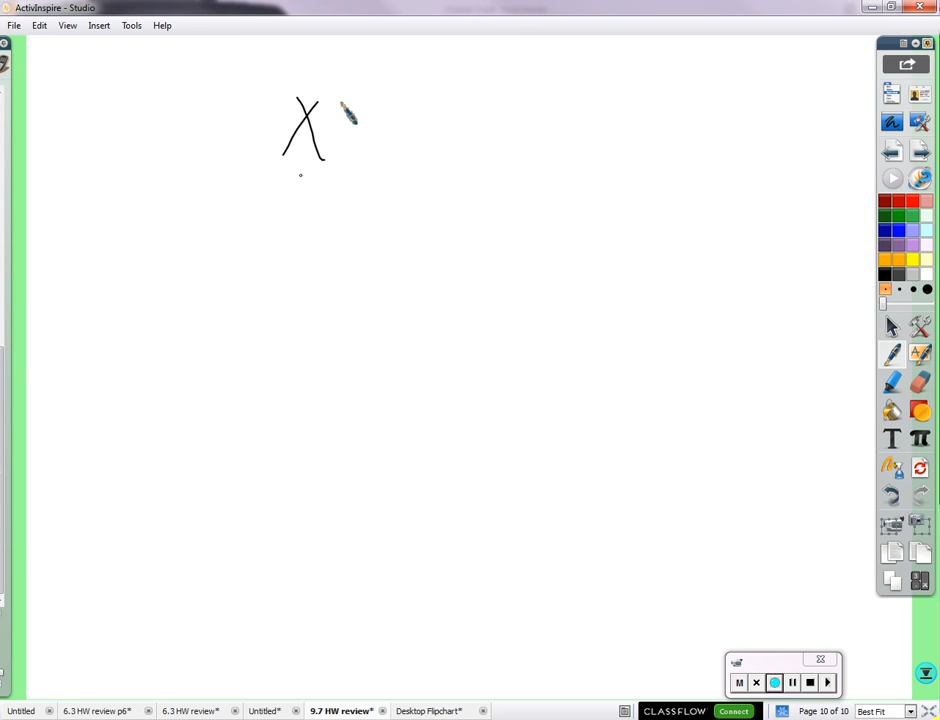 ActivInspire - Studio
File Edit View Insert Tools Help
X
M
Untitled 6.3 HW review p6* 6.3 HW review* Untitled* 9.7 HW review* Desktop Flipchart* CLASSFLOW Connect Page 10 of 10 Best Fit